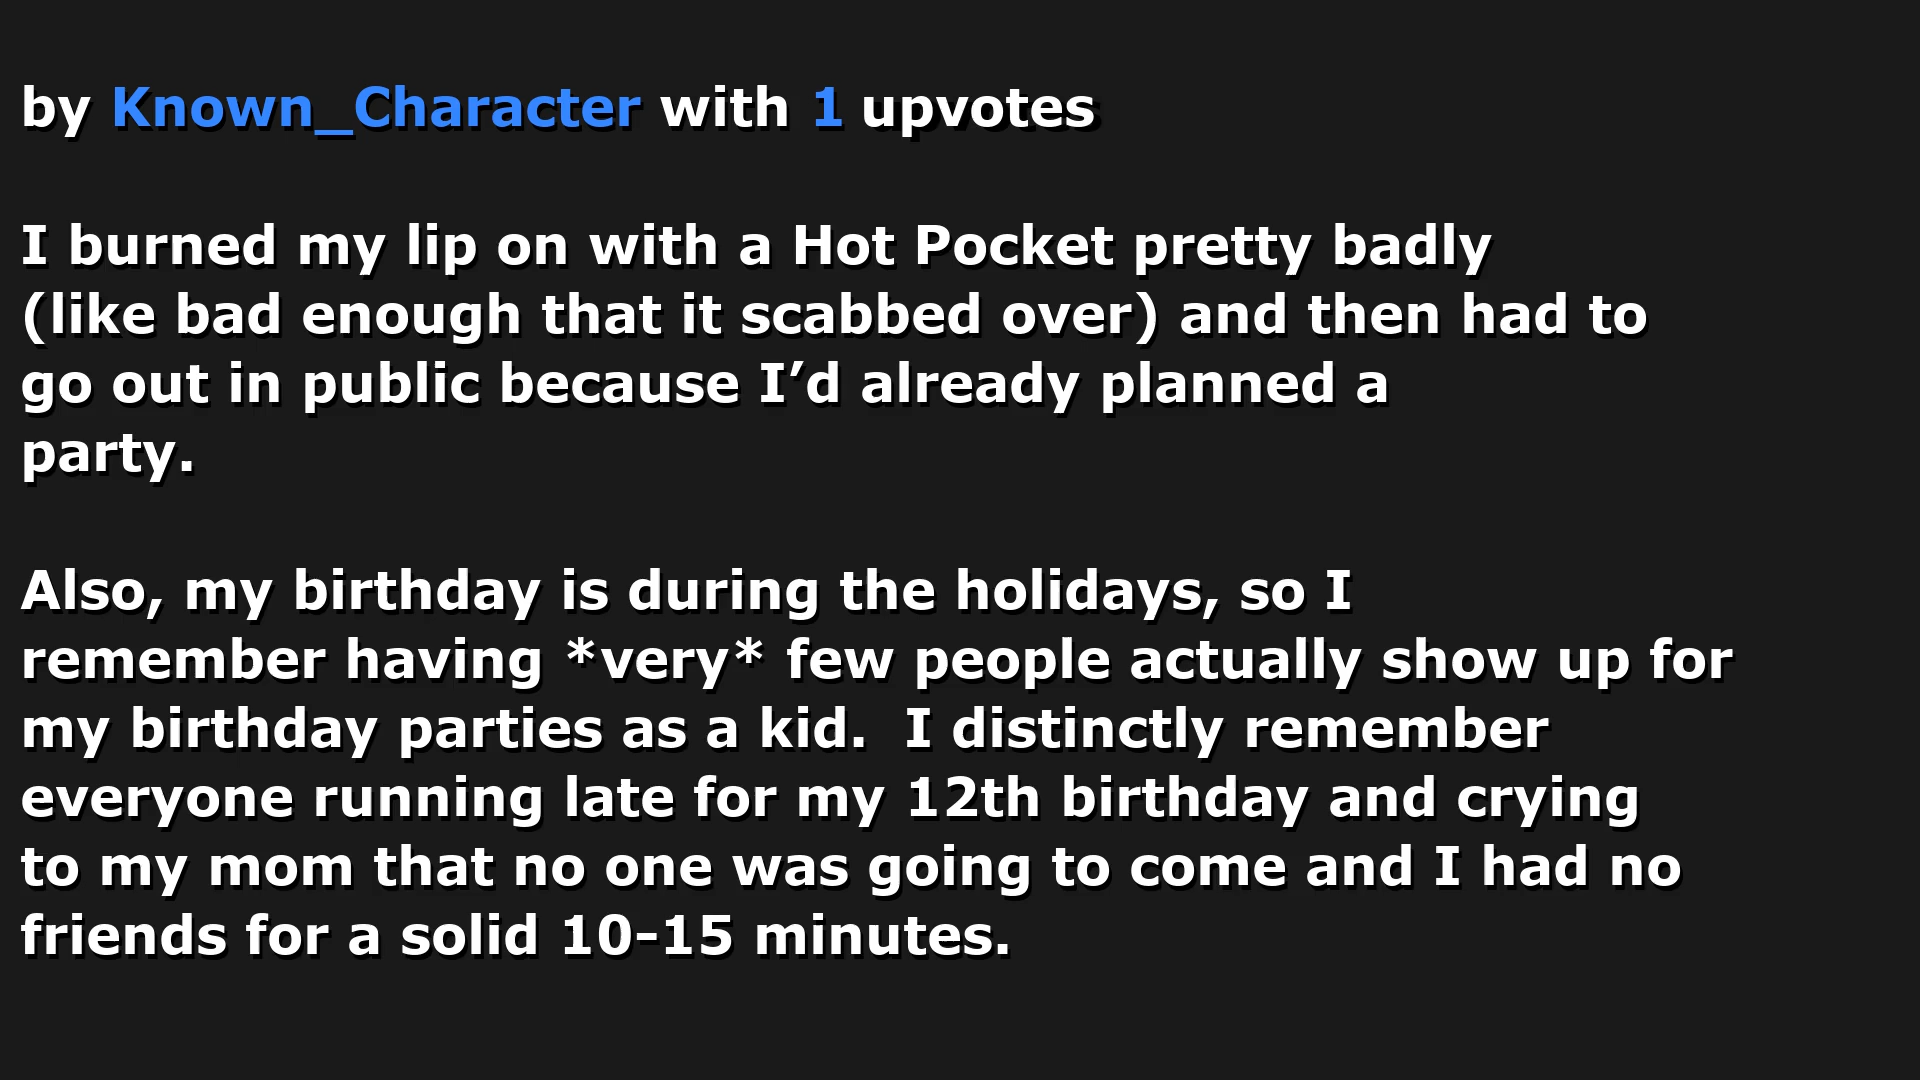 by Known_Character with 1 upvotes
I burned my lip on with a Hot Pocket pretty badly
(like bad enough that it scabbed over) and then had to
go out in public because I’d already planned a
party.
Also, my birthday is during the holidays, so I
remember having *very* few people actually show up for
my birthday parties as a kid.  I distinctly remember
everyone running late for my 12th birthday and crying
to my mom that no one was going to come and I had no
friends for a solid 10-15 minutes.